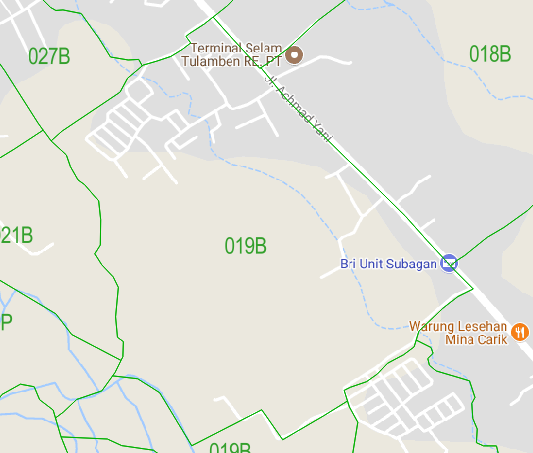 Terminal Selam
Tulamben RE, PT
027B
018B
Jl. Achmad Yani
021B
019B
Bri Unit Subagan
P
Warung Lesehan
Mina Carik
019B